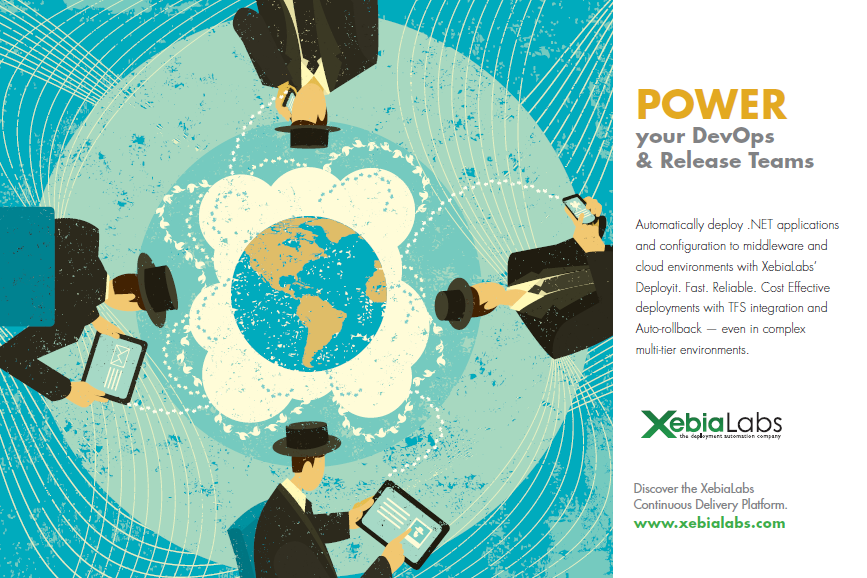 POWER
your DevOps
& Release Teams
Automatically deploy .NET applications
and configuration to middleware and
cloud environments with XebiaLabs'
Deployit. Fast. Reliable. Cost Effective
deployments with TFS integration and
Auto-rollback — even in complex
multi-tier environments.
XebiaLabs
the deployment automation company
Discover the XebiaLabs
Continuous Delivery Platform.
www.xebialabs.com